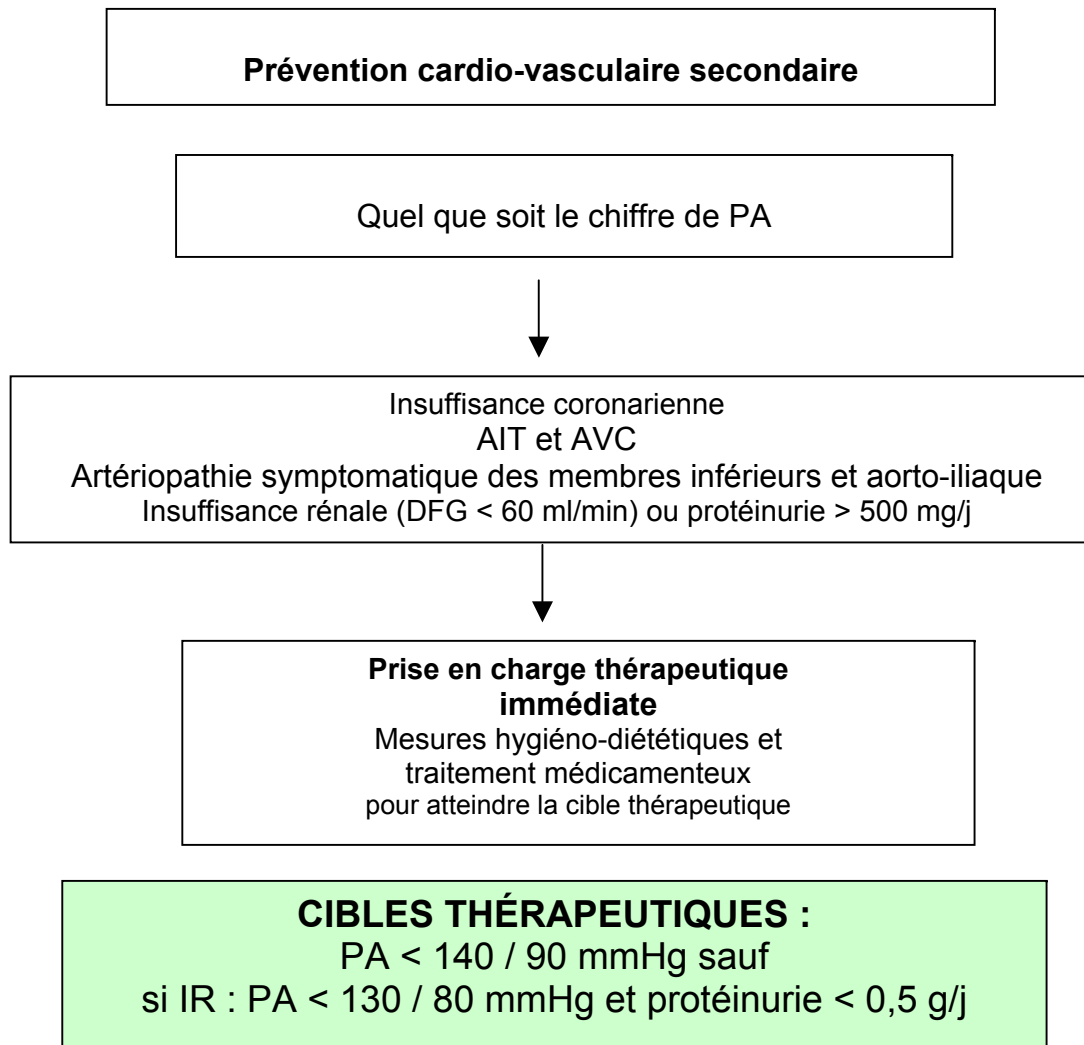 Prévention cardio-vasculaire secondaire
Quel que soit le chiffre de PA
Insuffisance coronarienne
AIT et AVC
Artériopathie symptomatique des membres inférieurs et aorto-iliaque
Insuffisance rénale (DFG < 60 ml/min) ou protéinurie > 500 mg/j
Prise en charge thérapeutique
immédiate
Mesures hygiéno-diététiques et
traitement médicamenteux
pour atteindre la cible thérapeutique
CIBLES THÉRAPEUTIQUES :
PA < 140 / 90 mmHg sauf
si IR : PA < 130 / 80 mmHg et protéinurie < 0,5 g/j